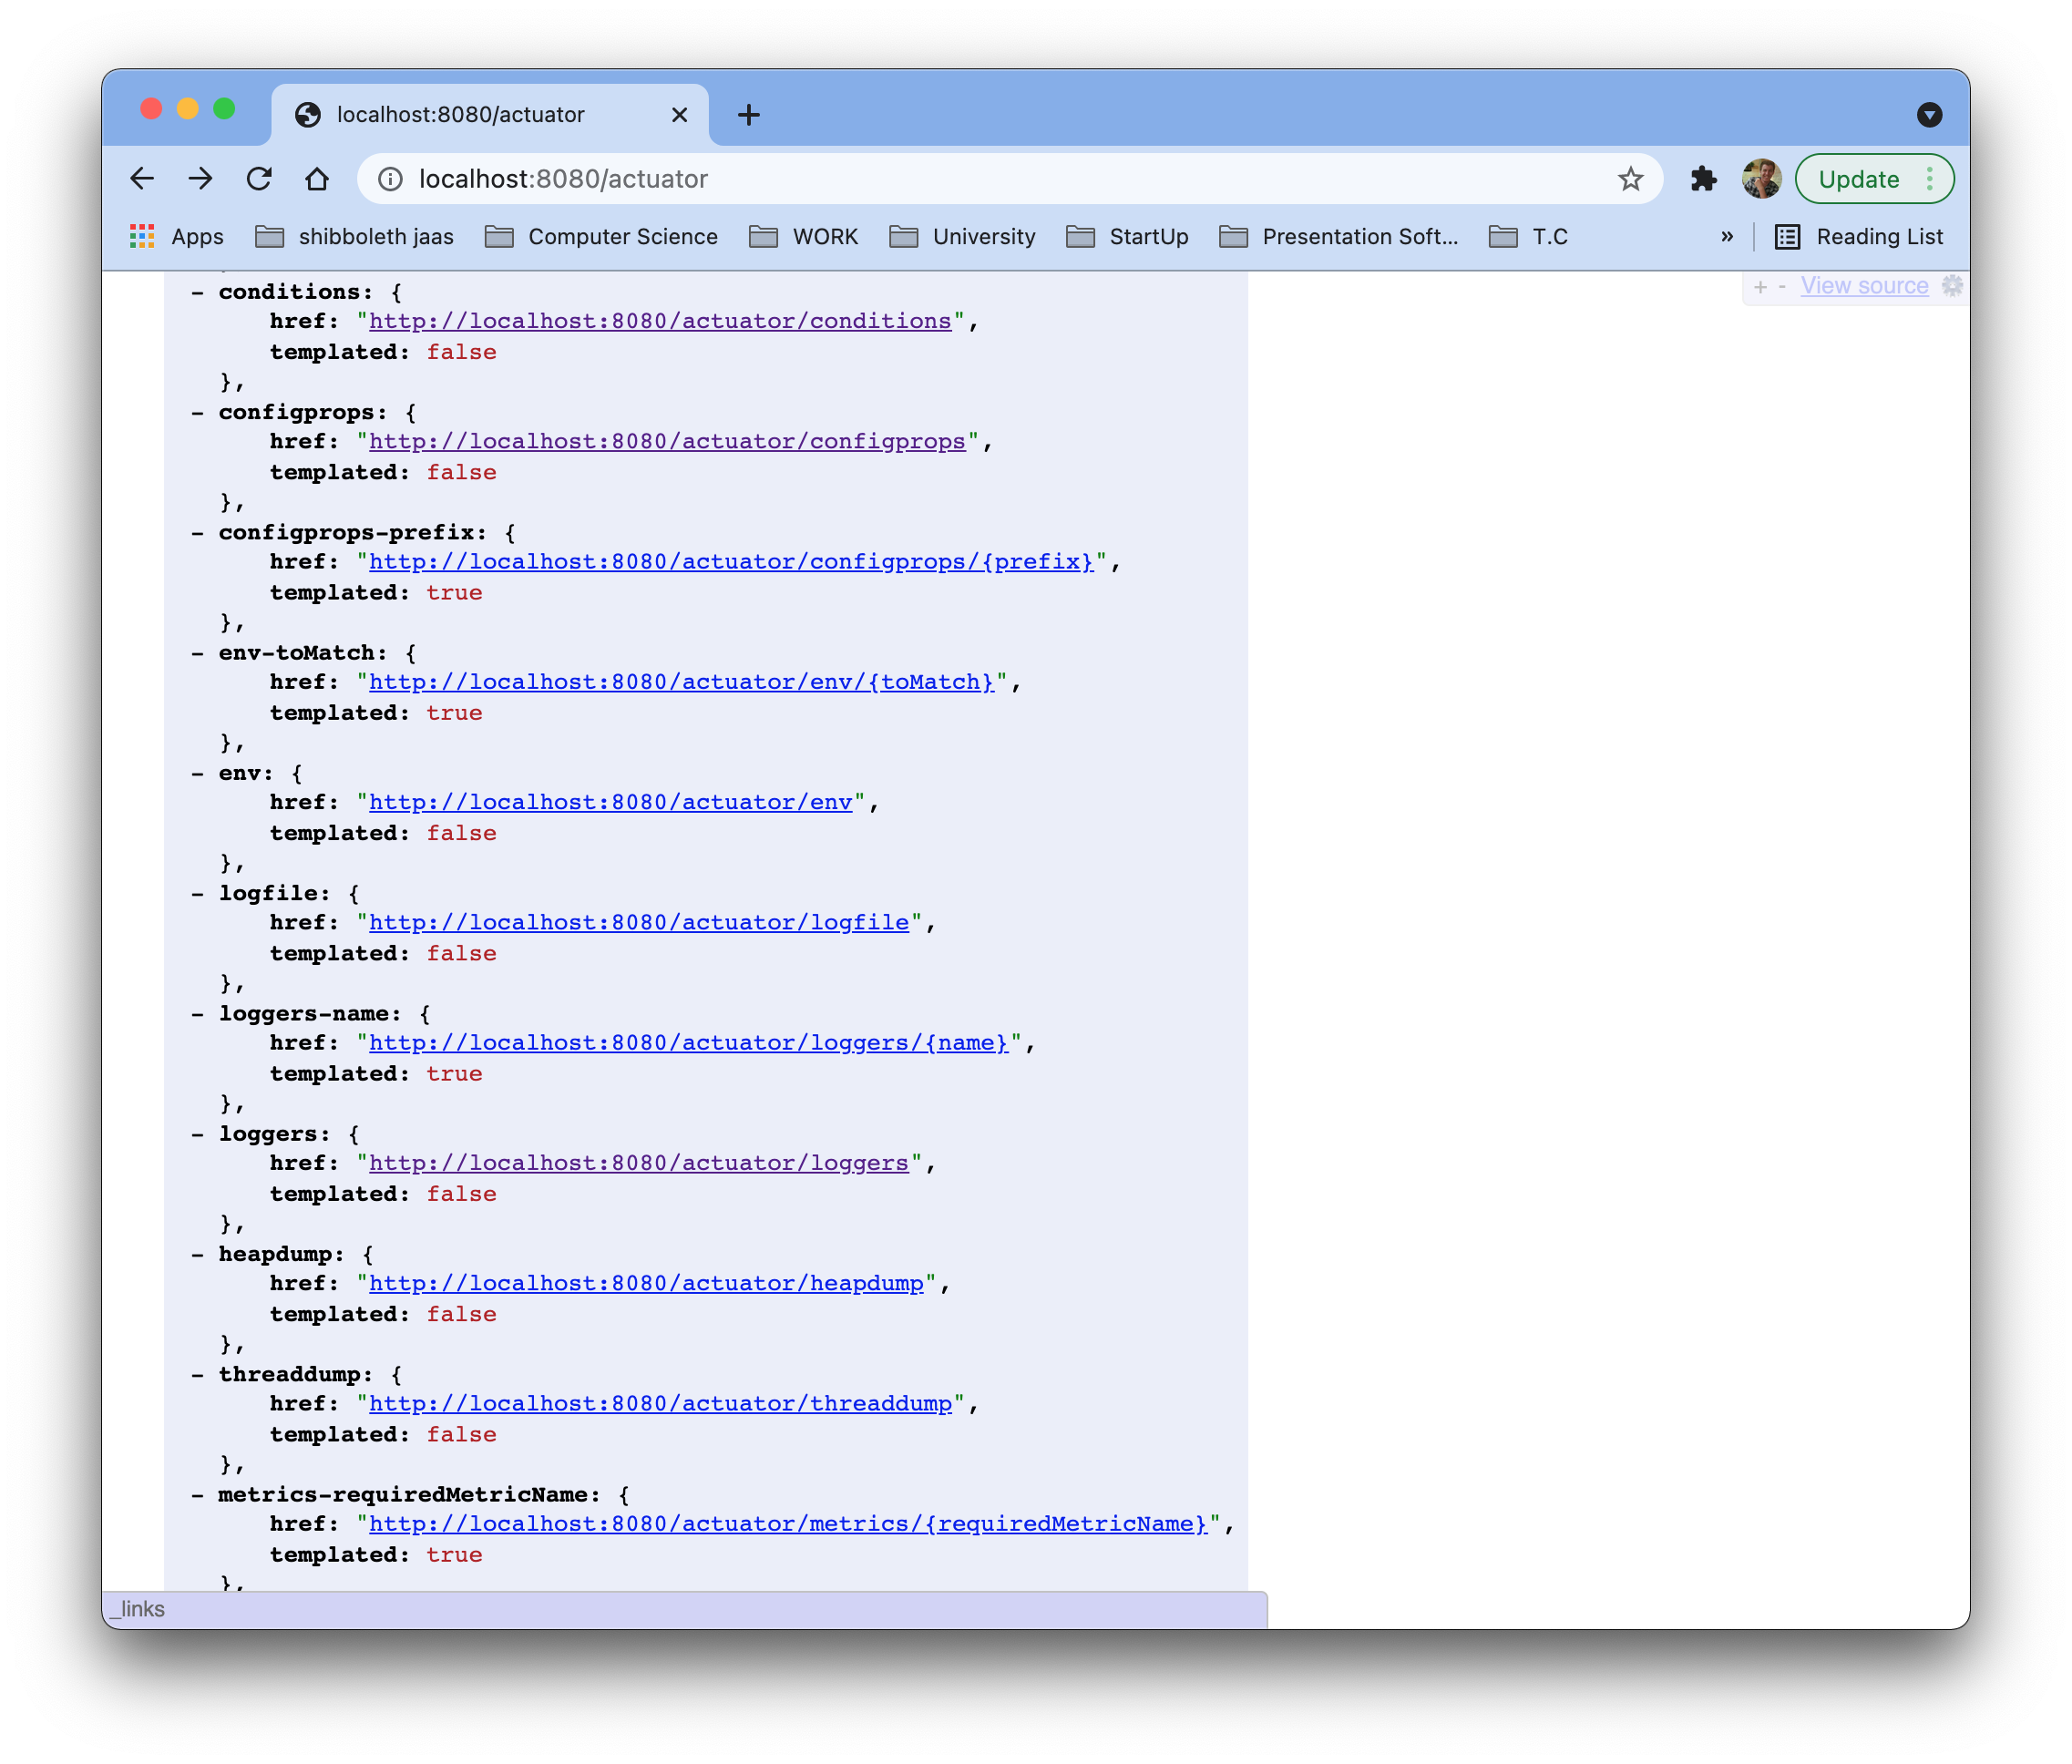 localhost:8080/actuator
localhost:8080/actuator
Update
Apps shibboleth jaas Computer Science WORK University StartUp Presentation Soft... T.C » Reading List
+ - View source
- conditions: {
href: "http://localhost:8080/actuator/conditions",
templated: false
},
- configprops: {
href: "http://localhost:8080/actuator/configprops",
templated: false
},
- configprops-prefix: {
href: "http://localhost:8080/actuator/configprops/{prefix}",
templated: true
},
- env-toMatch: {
href: "http://localhost:8080/actuator/env/{toMatch}",
templated: true
},
- env: {
href: "http://localhost:8080/actuator/env",
templated: false
},
- logfile: {
href: "http://localhost:8080/actuator/logfile",
templated: false
},
- loggers-name: {
href: "http://localhost:8080/actuator/loggers/{name}",
templated: true
},
- loggers: {
href: "http://localhost:8080/actuator/loggers",
templated: false
},
- heapdump: {
href: "http://localhost:8080/actuator/heapdump",
templated: false
},
- threaddump: {
href: "http://localhost:8080/actuator/threaddump",
templated: false
},
- metrics-requiredMetricName: {
href: "http://localhost:8080/actuator/metrics/{requiredMetricName}",
templated: true
},
_links